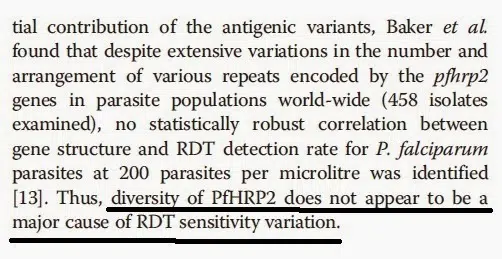 tial contribution of the antigenic variants, Baker et al.
found that despite extensive variations in the number and
arrangement of various repeats encoded by the pfhrp2
genes in parasite populations world-wide (458 isolates
examined), no statistically robust correlation between
gene structure and RDT detection rate for P. falciparum
parasites at 200 parasites per microlitre was identified
[13]. Thus, diversity of PfHRP2 does not appear to be a
major cause of RDT sensitivity variation.